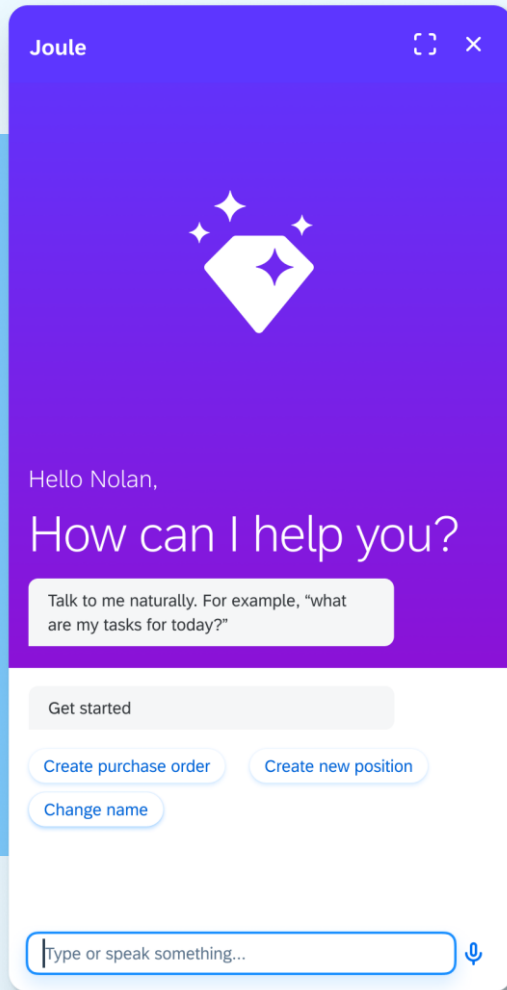 Joule
Hello Nolan,
How can I help you?
Talk to me naturally. For example, “what
are my tasks for today?”
Get started
Create purchase order
Create new position
Change name
Type or speak something...